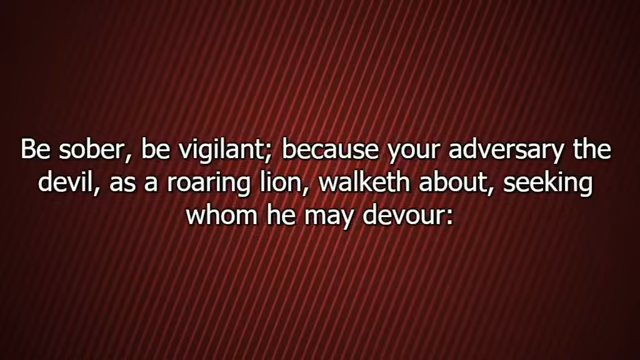 Be sober, be vigilant; because your adversary the
devil, as a roaring lion, walketh about, seeking
whom he may devour: